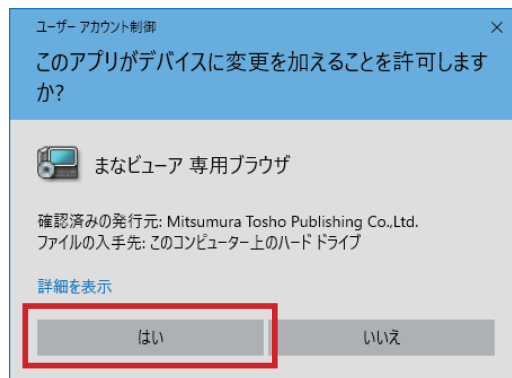 ユーザー アカウント制御
このアプリがデバイスに変更を加えることを許可します
か?
まなビューア 専用ブラウザ
確認済みの発行元: Mitsumura Tosho Publishing Co.,Ltd.
ファイルの入手先: このコンピューター上のハード ドライブ
詳細を表示
はい
いいえ